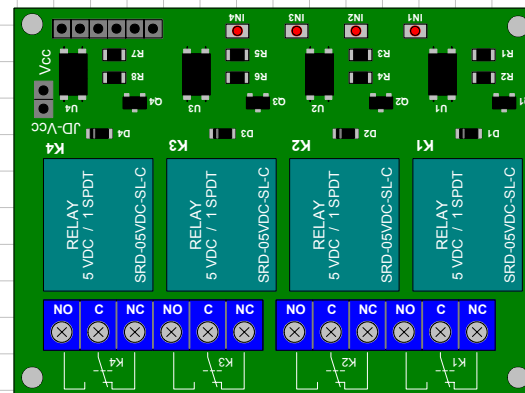 IN4 IN3 IN2 IN1
R7 R5 R3 R1
Vcc
R8 R6 R4 R2
U4 Q4 U3 Q3 U2 Q2 U1
JD-Vcc
D4 D3 D2 D1
K4 K3 K2 K1
RELAY
5 VDC / 1 SPDT
SRD-05VDC-SL-C
RELAY
5 VDC / 1 SPDT
SRD-05VDC-SL-C
RELAY
5 VDC / 1 SPDT
SRD-05VDC-SL-C
RELAY
5 VDC / 1 SPDT
SRD-05VDC-SL-C
NO C NC NO C NC NO C NC NO C NC
K4 K3 K2 K1